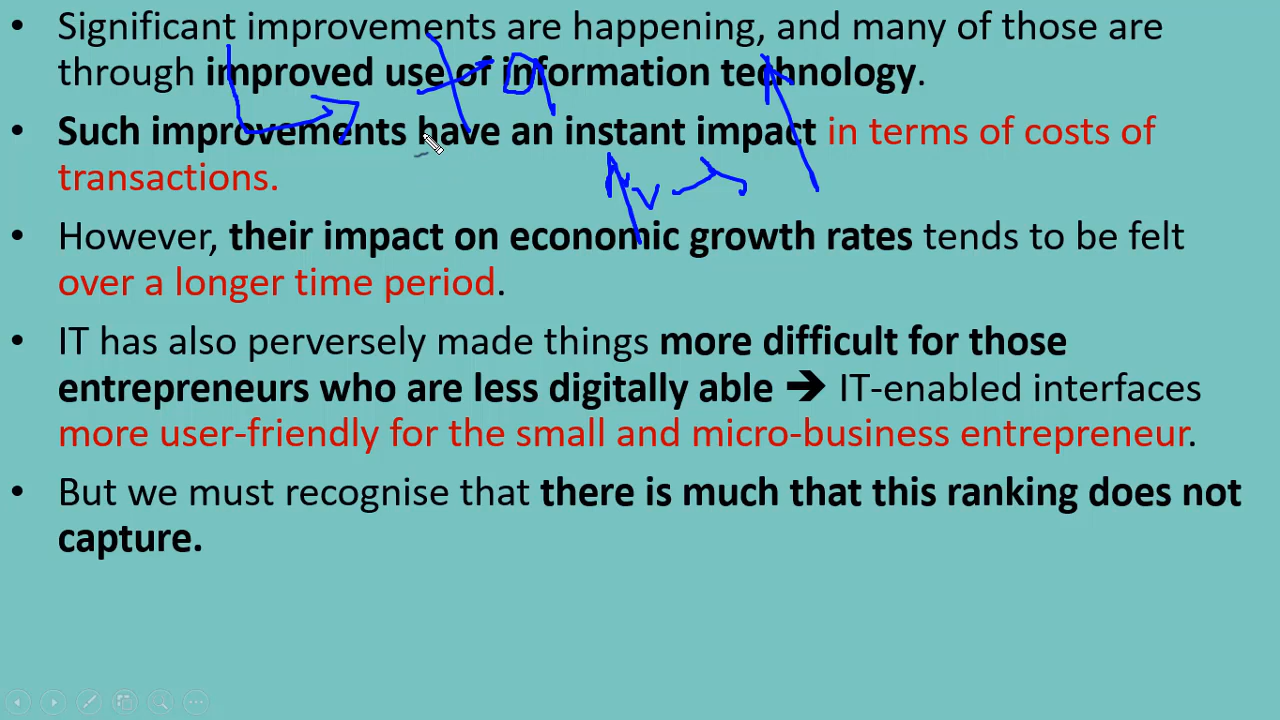 • Significant improvements are happening, and many of those are
through improved use of information technology.
• Such improvements have an instant impact in terms of costs of
transactions.
• However, their impact on economic growth rates tends to be felt
over a longer time period.
• IT has also perversely made things more difficult for those
entrepreneurs who are less digitally able ➔ IT-enabled interfaces
more user-friendly for the small and micro-business entrepreneur.
• But we must recognise that there is much that this ranking does not
capture.